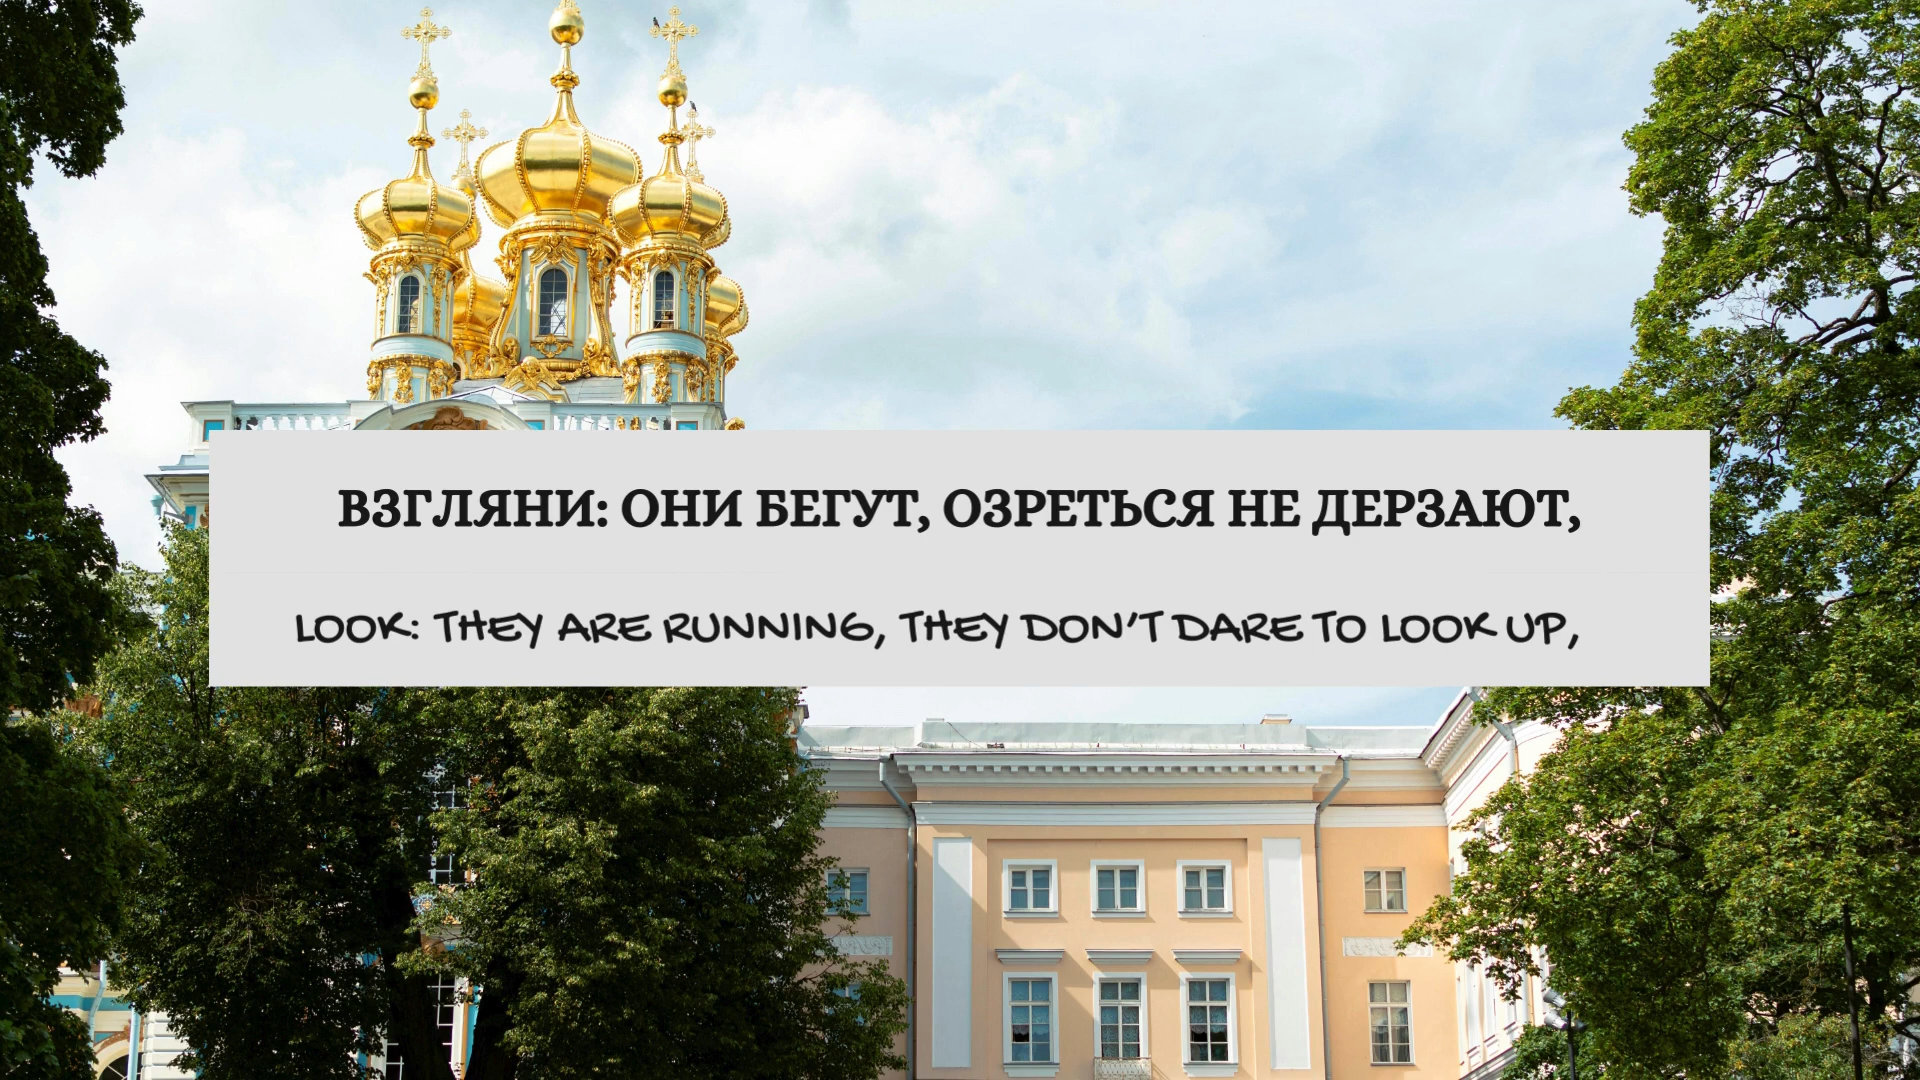 ВЗГЛЯНИ: ОНИ БЕГУТ, ОЗРЕТЬСЯ НЕ ДЕРЗАЮТ,
LOOK: THEY ARE RUNNING, THEY DON'T DARE TO LOOK UP,